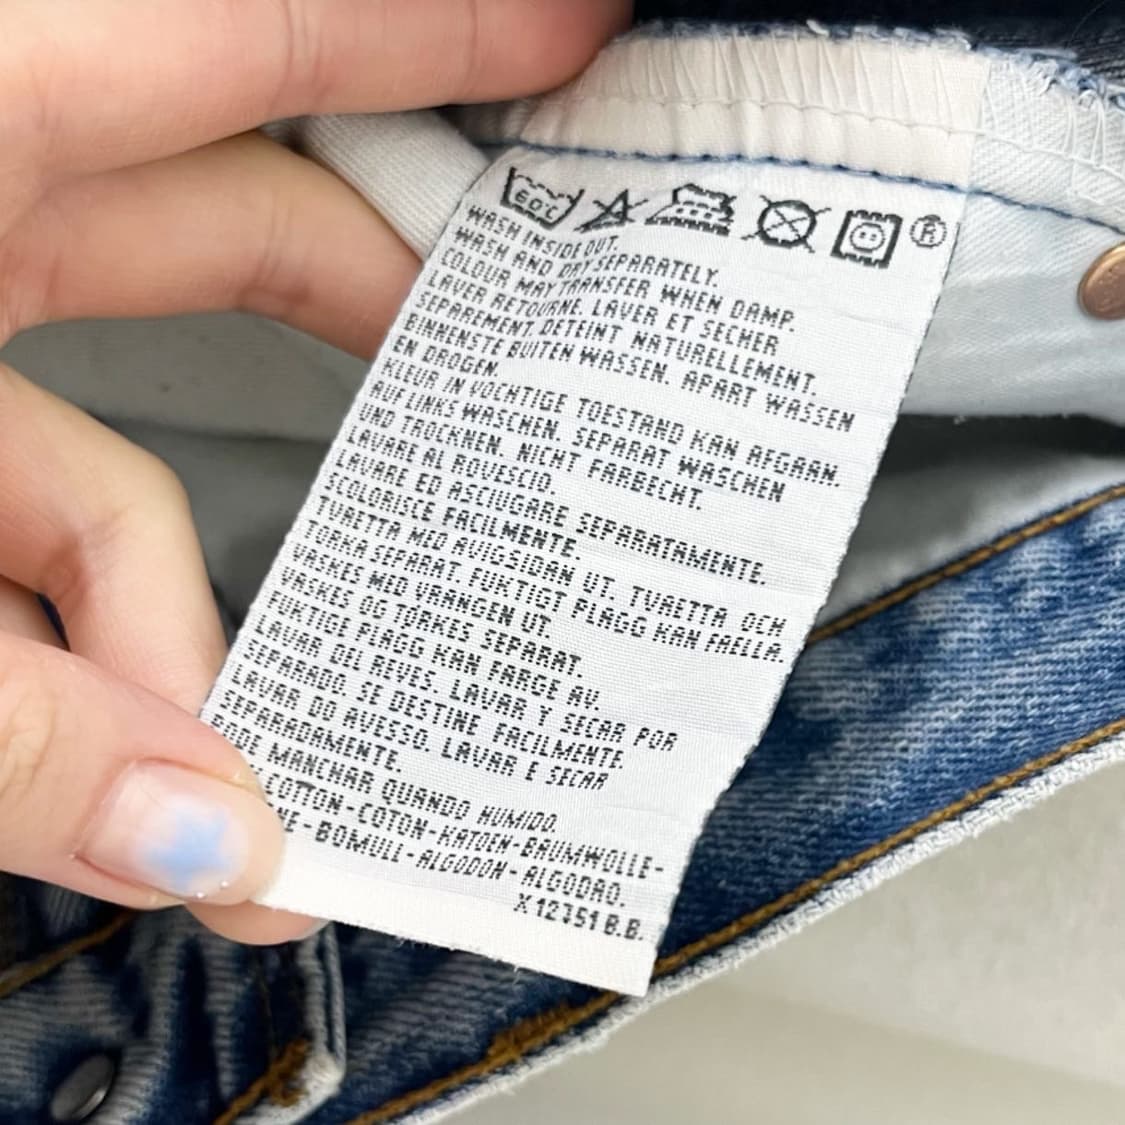 60C
®
WASH INSIDE OUT.
WASH AND DRY SEPARATELY.
COLOUR MAY TRANSFER WHEN DAMP.
LAVER RETOURNE. LAVER ET SECHER
SEPAREMENT. DETEINT NATURELLEMENT.
BINNENSTE BUITEN WASSEN. APART WASSEN
EN DROGEN.
KLEUR IN VOCHTIGE TOESTAND KAN AFGAAN.
AUF LINKS WASCHEN. SEPARAT WASCHEN
UND TROCKNEN. NICHT FARBECHT.
LAVARE AL ROVESCIO.
LAVARE ED ASCIUGARE SEPARATAMENTE.
SCOLORISCE FACILMENTE.
TVAETTA MED AVIGSIDAN UT. TVAETTA OCH
TORKA SEPARAT. FUKTIGT PLAGG KAN FAELLA.
VASKES MED VRANGEN UT.
VASKES OG TØRKES SEPARAT.
FUKTIGE PLAGG KAN FARGE AV.
LAVAR DEL REVES. LAVAR Y SECAR POR
SEPARADO. SE DESTINE FACILMENTE
LAVAR DO AVESSO. LAVAR E SECAR
SEPARADAMENTE.
MANCHAR QUANDO HUMIDO.
COTTON-COTON-KATOEN-BAUMWOLLE-
NE-BOMULL-ALGODON-ALGODAO.
X12351 B.B.